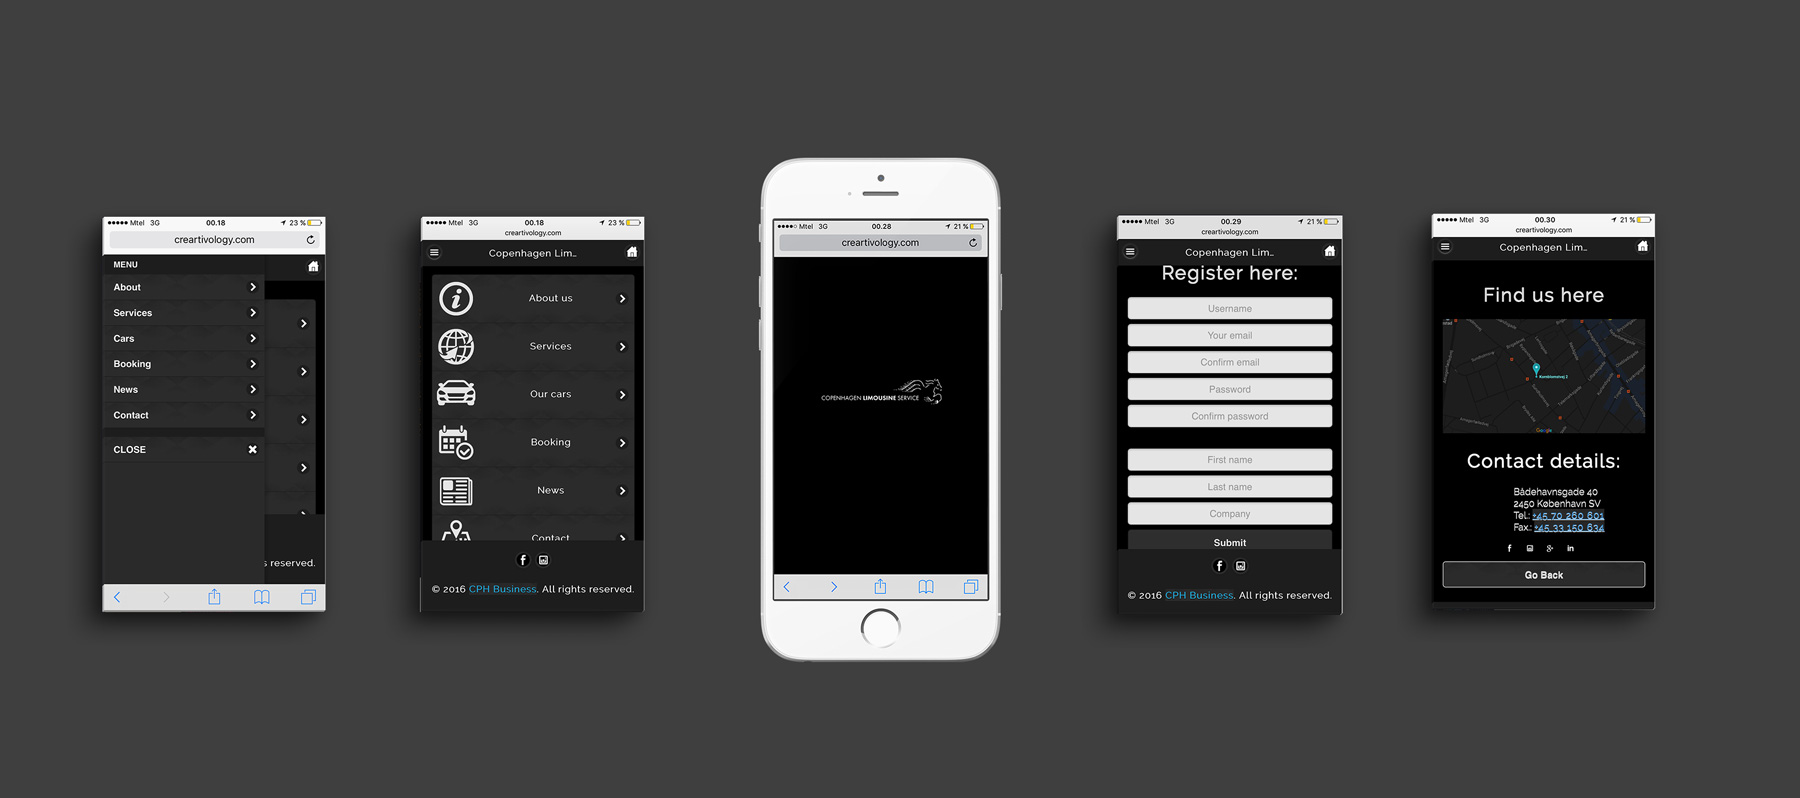 ●●●●● Mtel 3G 00.18 23 %
creartivology.com
MENU
About
Services
Cars
Booking
News
Contact
CLOSE
s reserved.
●●●●● Mtel 3G 00.18 23 %
creartivology.com
Copenhagen Lim...
About us
Services
Our cars
Booking
News
Contact
© 2016 CPH Business. All rights reserved.
●●●●○ Mtel 3G 00.28 21 %
creartivology.com
COPENHAGEN LIMOUSINE SERVICE
●●●●● Mtel 3G 00.29 21 %
creartivology.com
Copenhagen Lim...
Register here:
Username
Your email
Confirm email
Password
Confirm password
First name
Last name
Company
Submit
© 2016 CPH Business. All rights reserved.
●●●●● Mtel 3G 00.30 21 %
creartivology.com
Copenhagen Lim...
Find us here
Google
Contact details:
Bådehavnsgade 40
2450 København SV
Tel.: +45 70 260 601
Fax.: +45 33 150 634
Go Back